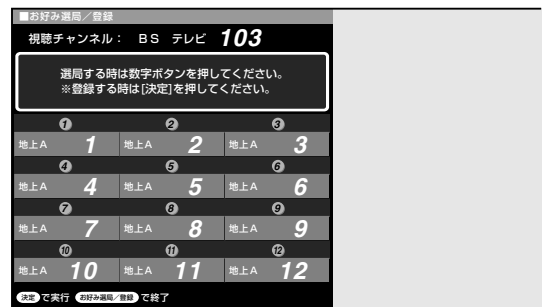 ■お好み選局／登録
視聴チャンネル： BS テレビ 103
選局する時は数字ボタンを押してください。
※登録する時は[決定]を押してください。
① ② ③
地上A 1 地上A 2 地上A 3
④ ⑤ ⑥
地上A 4 地上A 5 地上A 6
⑦ ⑧ ⑨
地上A 7 地上A 8 地上A 9
⑩ ⑪ ⑫
地上A 10 地上A 11 地上A 12
決定 で実行 お好み選局／登録 で終了